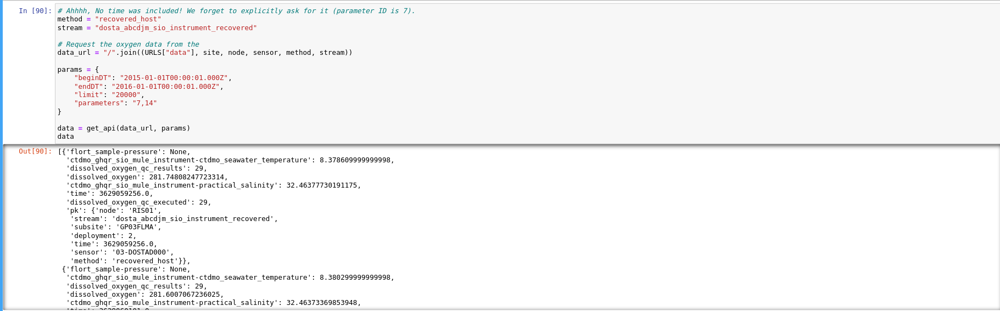 In [90]: # Ahhhh, No time was included! We forget to explicitly ask for it (parameter ID is 7).
method = "recovered_host"
stream = "dosta_abcdjm_sio_instrument_recovered"
# Request the oxygen data from the
data_url = "/".join((URLS["data"], site, node, sensor, method, stream))
params = {
"beginDT": "2015-01-01T00:00:01.000Z",
"endDT": "2016-01-01T00:00:01.000Z",
"limit": "20000",
"parameters": "7,14"
}
data = get_api(data_url, params)
data
Out[90]: [{'flort_sample-pressure': None,
'ctdmo_ghqr_sio_mule_instrument-ctdmo_seawater_temperature': 8.378609999999998,
'dissolved_oxygen_qc_results': 29,
'dissolved_oxygen': 281.74808247723314,
'ctdmo_ghqr_sio_mule_instrument-practical_salinity': 32.46377730191175,
'time': 3629059256.0,
'dissolved_oxygen_qc_executed': 29,
'pk': {'node': 'RIS01',
'stream': 'dosta_abcdjm_sio_instrument_recovered',
'subsite': 'GP03FLMA',
'deployment': 2,
'time': 3629059256.0,
'sensor': '03-DOSTAD000',
'method': 'recovered_host'}},
{'flort_sample-pressure': None,
'ctdmo_ghqr_sio_mule_instrument-ctdmo_seawater_temperature': 8.380299999999998,
'dissolved_oxygen_qc_results': 29,
'dissolved_oxygen': 281.6007067236025,
'ctdmo_ghqr_sio_mule_instrument-practical_salinity': 32.46373369853948,